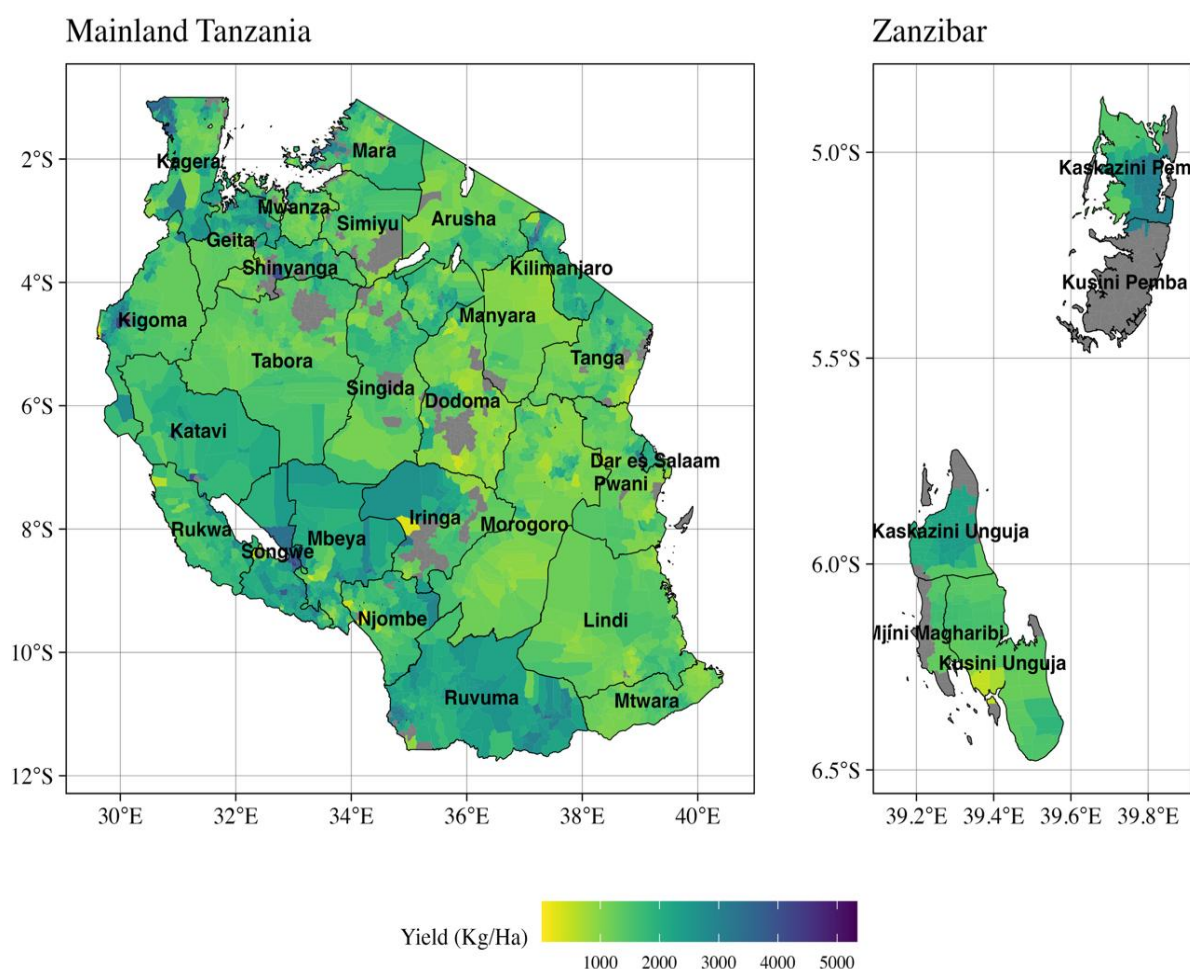 Mainland Tanzania
Zanzibar
2°S
4°S
6°S
8°S
10°S
12°S
30°E
32°E
34°E
36°E
38°E
40°E
Kagera
Mara
Mwanza
Simiyu
Arusha
Geita
Shinyanga
Kilimanjaro
Kigoma
Manyara
Tabora
Tanga
Singida
Dodoma
Katavi
Dar es Salaam
Pwani
Rukwa
Songwe
Mbeya
Iringa
Morogoro
Njombe
Lindi
Ruvuma
Mtwara
5.0°S
5.5°S
6.0°S
6.5°S
39.2°E
39.4°E
39.6°E
39.8°E
Kaskazini Pem
Kusini Pemba
Kaskazini Unguja
Mjini Magharibi
Kusini Unguja
Yield (Kg/Ha)
1000
2000
3000
4000
5000